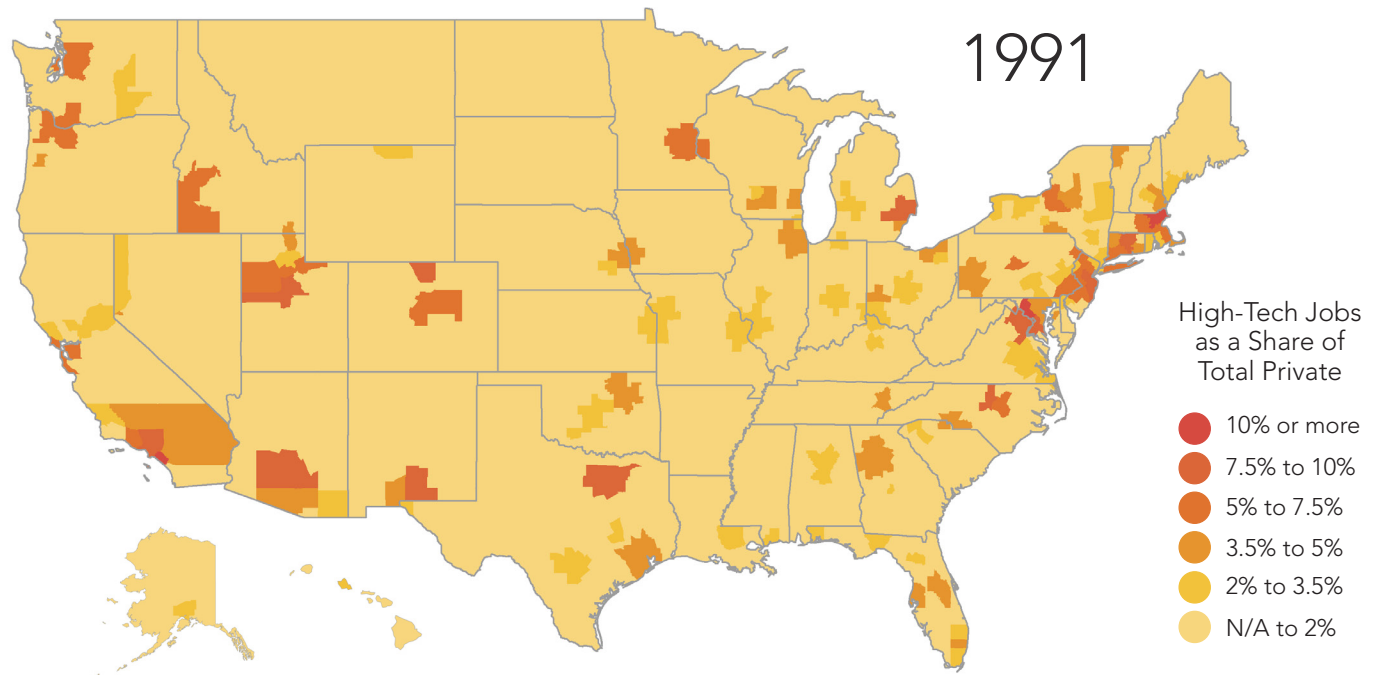 1991
High-Tech Jobs
as a Share of
Total Private
10% or more
7.5% to 10%
5% to 7.5%
3.5% to 5%
2% to 3.5%
N/A to 2%